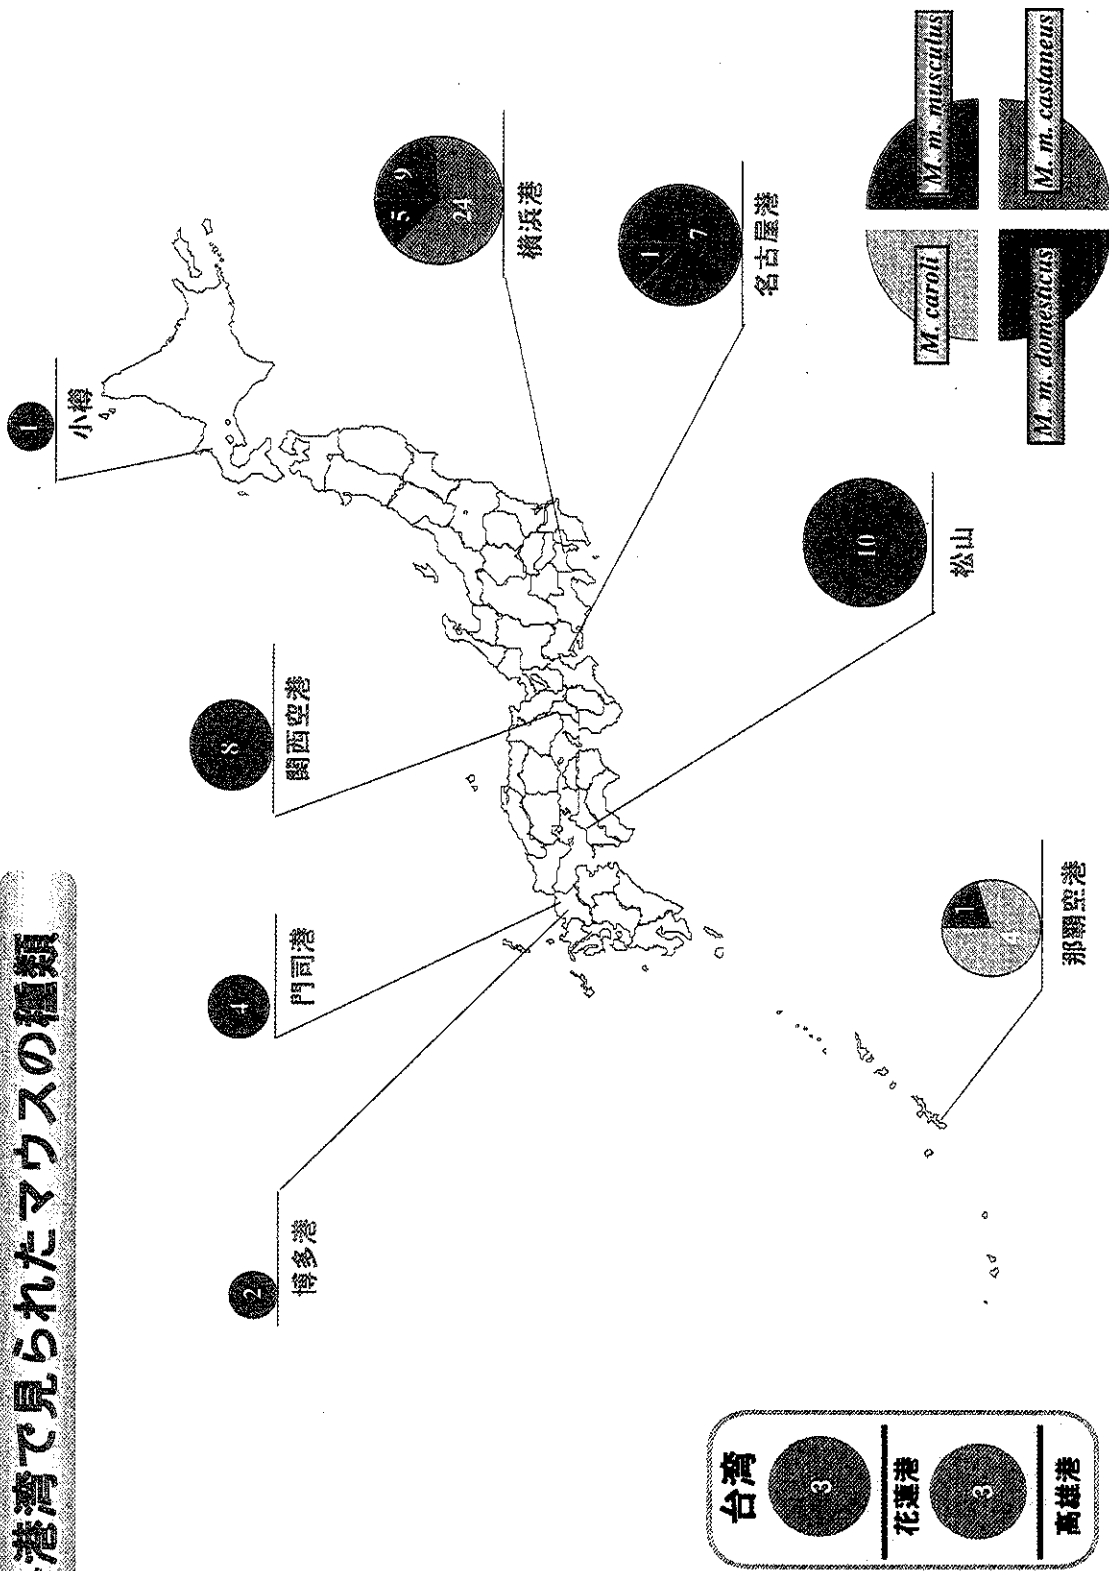 港湾で見られたマウスの種類
1
小樽
5
9
24
横浜港
1
7
名古屋港
8
関西空港
4
門司港
2
博多港
10
松山
1
那覇空港
台湾
3
花蓮港
3
高雄港
M. caroli
M. m. musculus
M. m. domesticus
M. m. castaneus